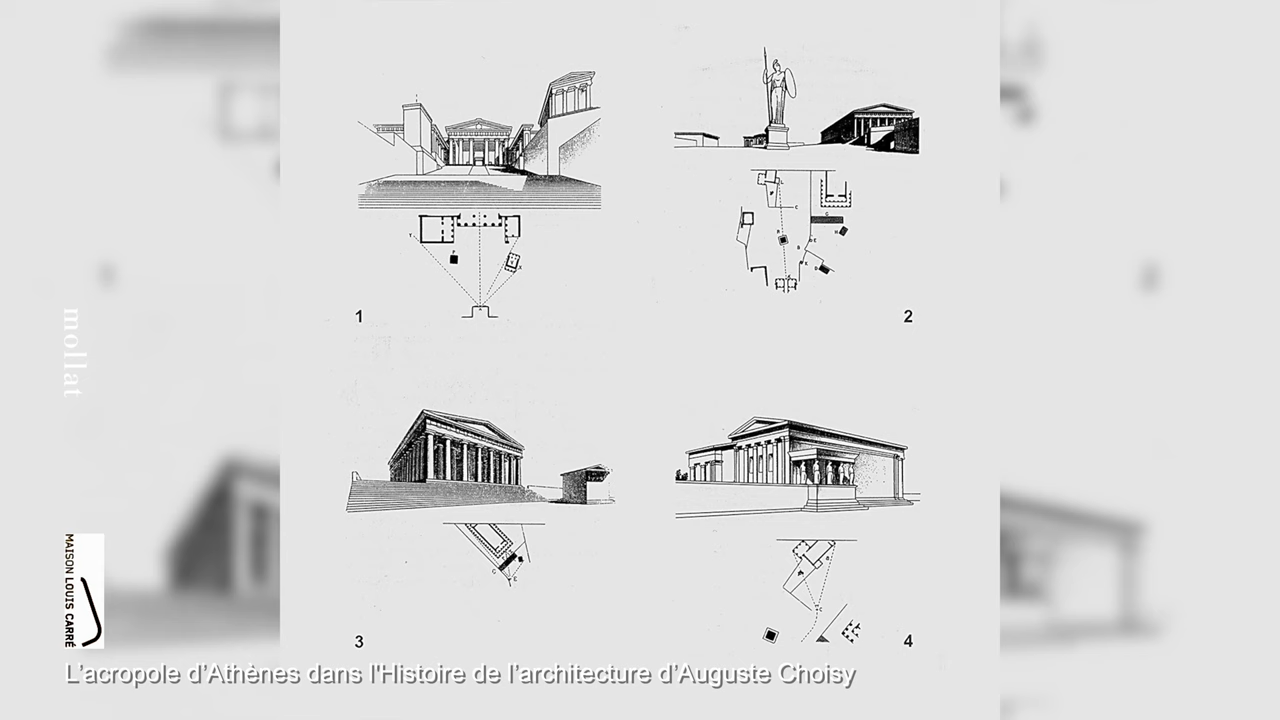 1
2
3
4
mollat
MAISON LOUIS CARRÉ
L'acropole d'Athènes dans l'Histoire de l'architecture d'Auguste Choisy